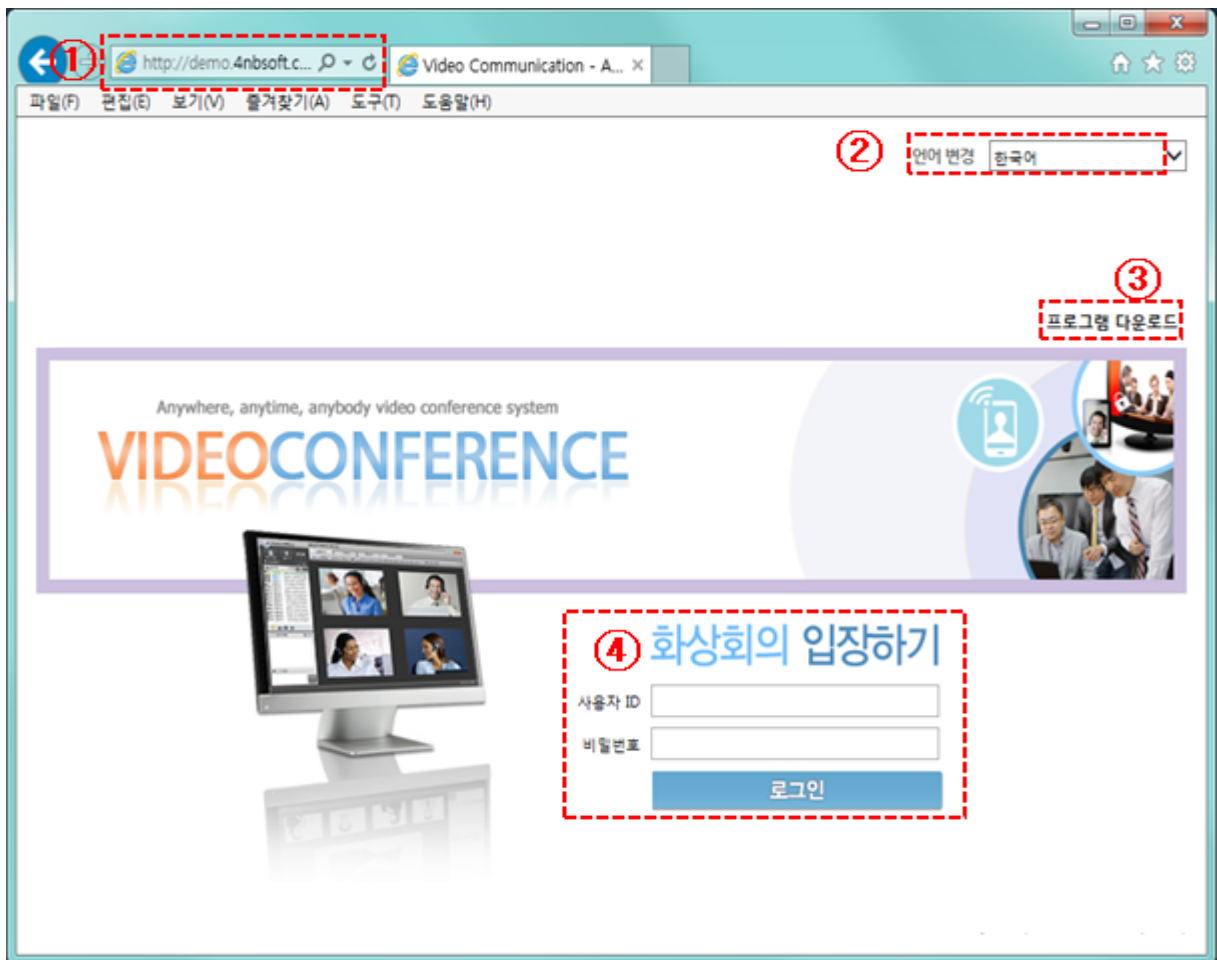 ①
http://demo.4nbsoft.c...
Video Communication - A...
파일(F) 편집(E) 보기(V) 즐겨찾기(A) 도구(T) 도움말(H)
② 언어 변경 한국어
③
프로그램 다운로드
Anywhere, anytime, anybody video conference system
VIDEOCONFERENCE
④ 화상회의 입장하기
사용자 ID
비밀번호
로그인